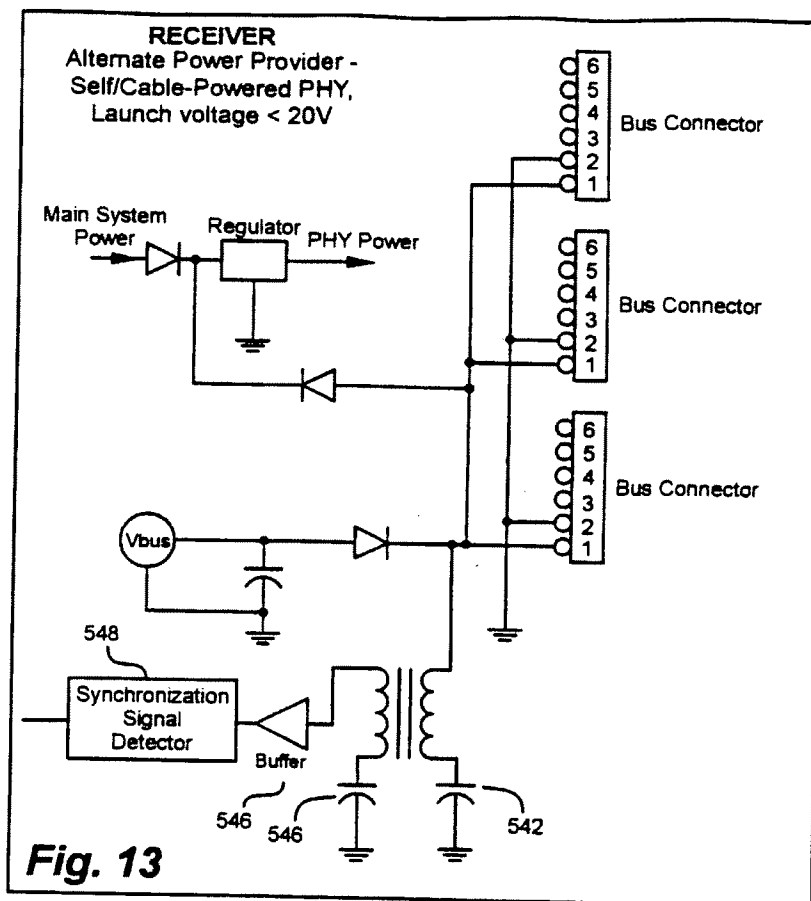 RECEIVER
Alternate Power Provider -
Self/Cable-Powered PHY,
Launch voltage < 20V
6
5
4
3
2
1
Bus Connector
Main System
Power
Regulator
PHY Power
6
5
4
3
2
1
Bus Connector
6
5
4
3
2
1
Bus Connector
Vbus
548
Synchronization
Signal
Detector
Buffer
546
546
542
Fig. 13